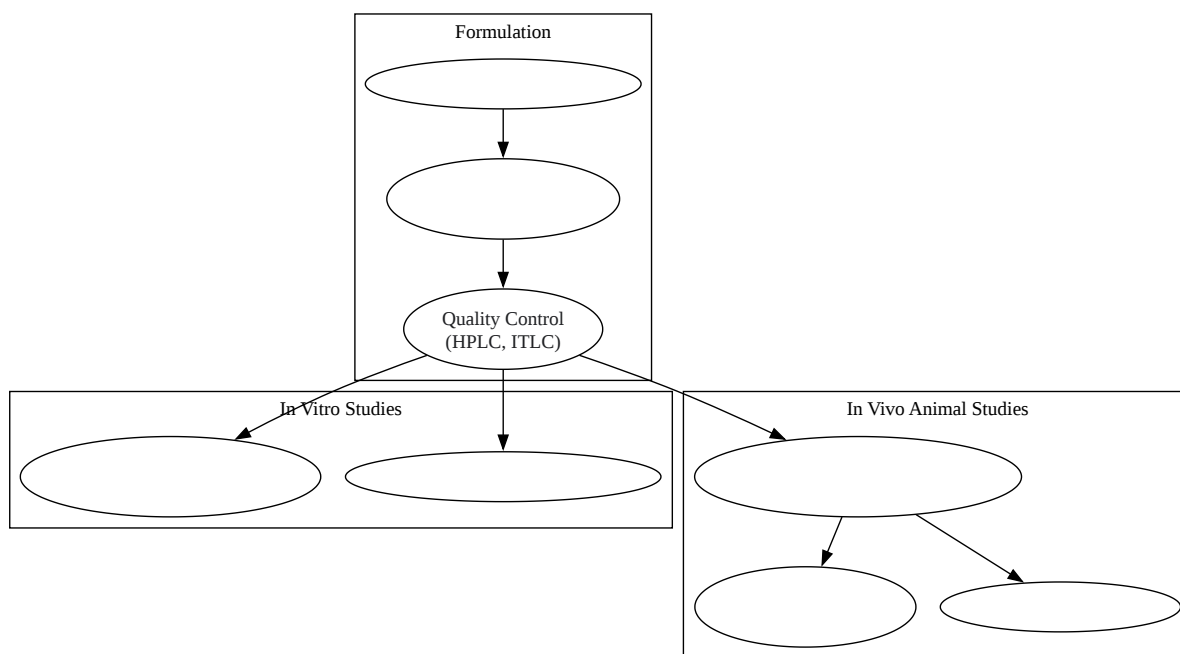 Formulation
Quality Control
(HPLC, ITLC)
In Vitro Studies
In Vivo Animal Studies